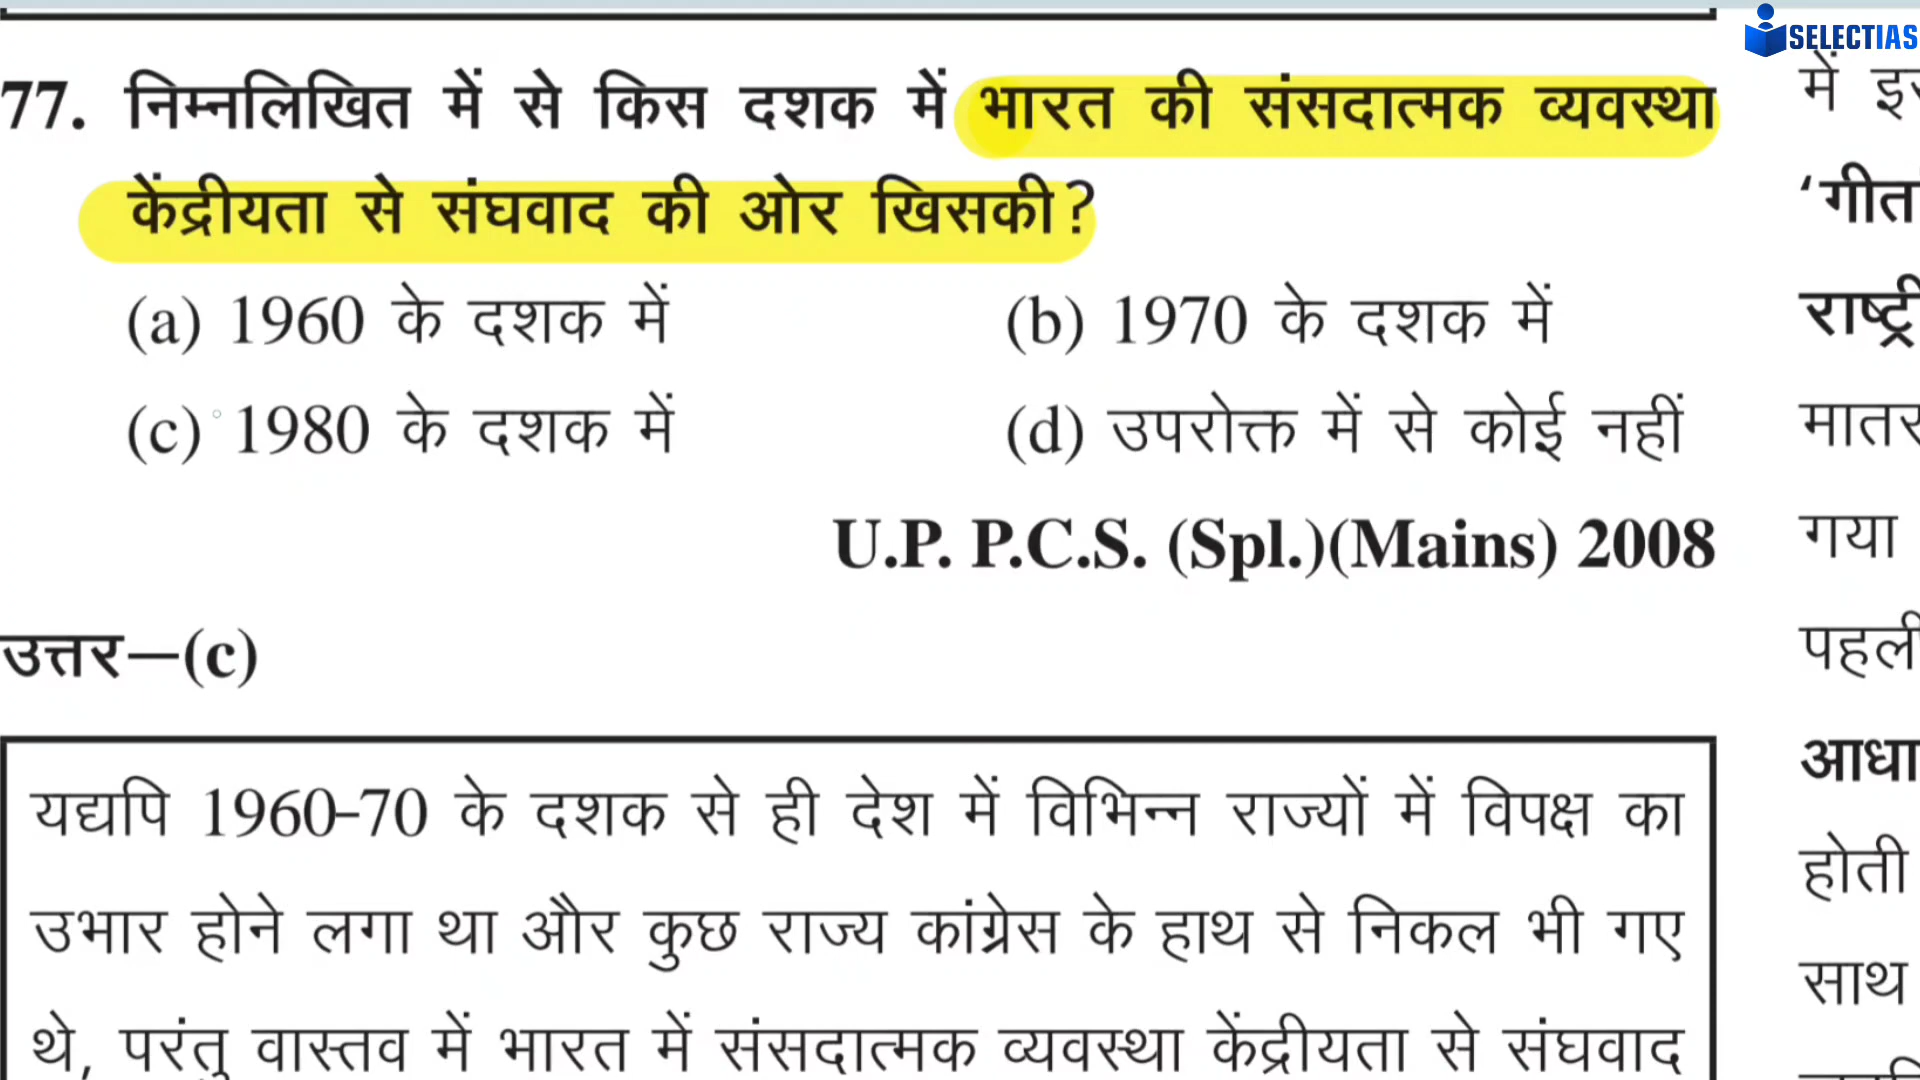 SELECTIAS
77. निम्नलिखित में से किस दशक में भारत की संसदात्मक व्यवस्था
केंद्रीयता से संघवाद की ओर खिसकी?
(a) 1960 के दशक में (b) 1970 के दशक में
(c) 1980 के दशक में (d) उपरोक्त में से कोई नहीं
U.P. P.C.S. (Spl.)(Mains) 2008
उत्तर—(c)
यद्यपि 1960-70 के दशक से ही देश में विभिन्न राज्यों में विपक्ष का
उभार होने लगा था और कुछ राज्य कांग्रेस के हाथ से निकल भी गए
थे, परंतु वास्तव में भारत में संसदात्मक व्यवस्था केंद्रीयता से संघवाद
में
गया
होती
साथ